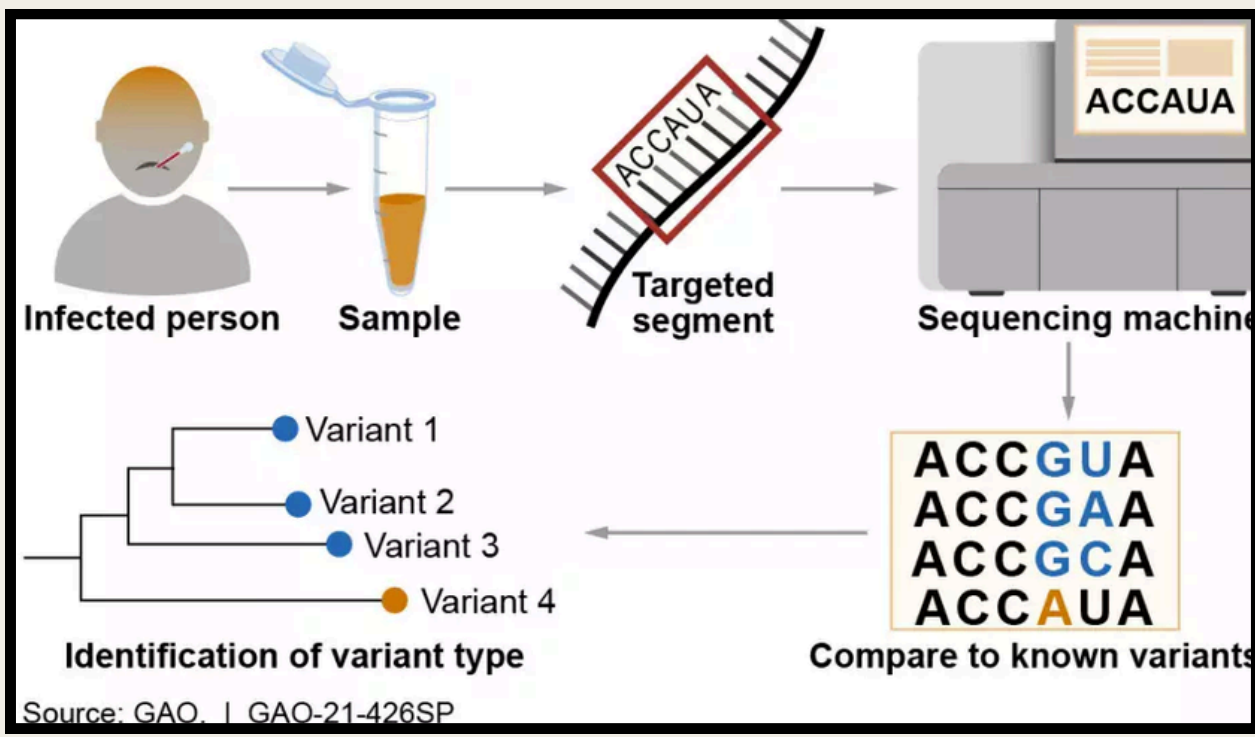 ACCAUA
ACCAUA
Infected person
Sample
Targeted
segment
Sequencing machine
ACCGUA
ACCGAA
ACCGCA
ACCAUA
Compare to known variants
Variant 1
Variant 2
Variant 3
Variant 4
Identification of variant type
Source: GAO. | GAO-21-426SP